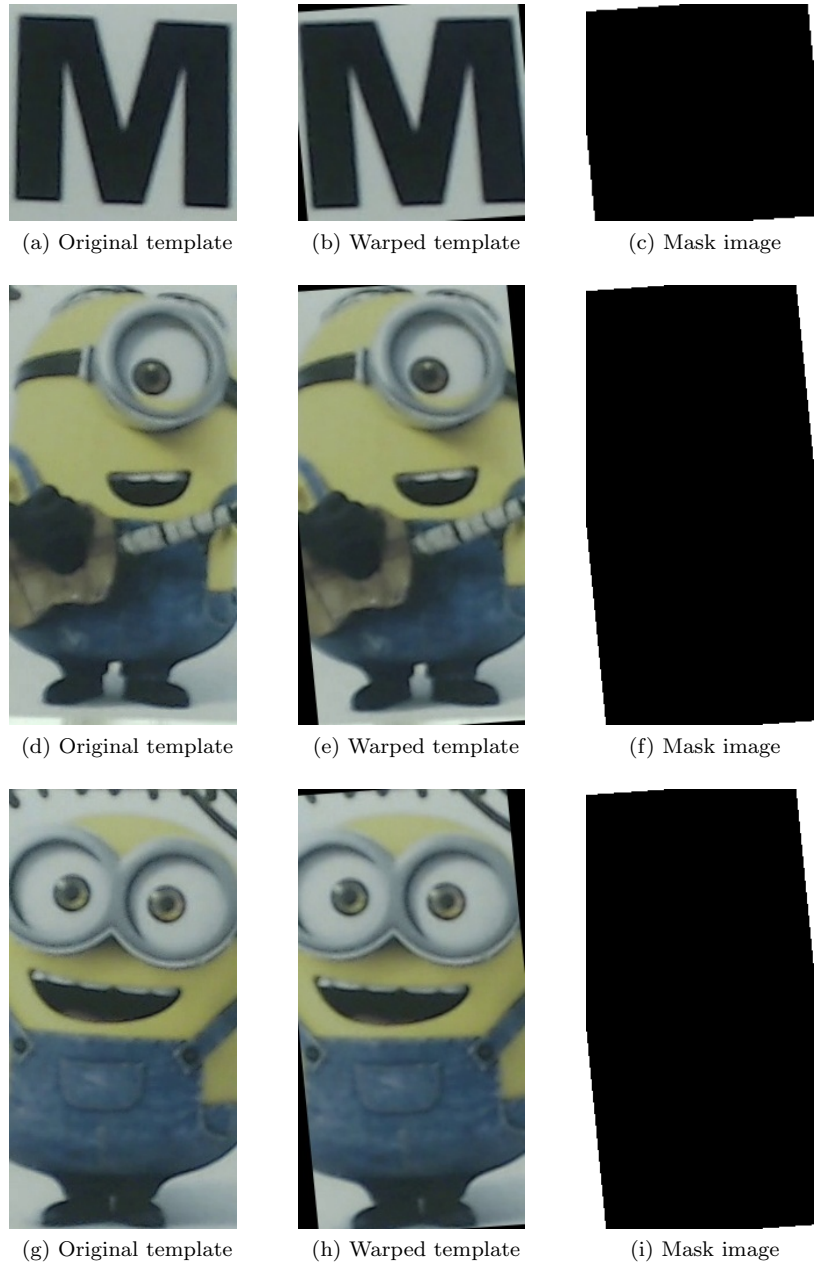 M M
(a) Original template (b) Warped template (c) Mask image
(d) Original template (e) Warped template (f) Mask image
(g) Original template (h) Warped template (i) Mask image